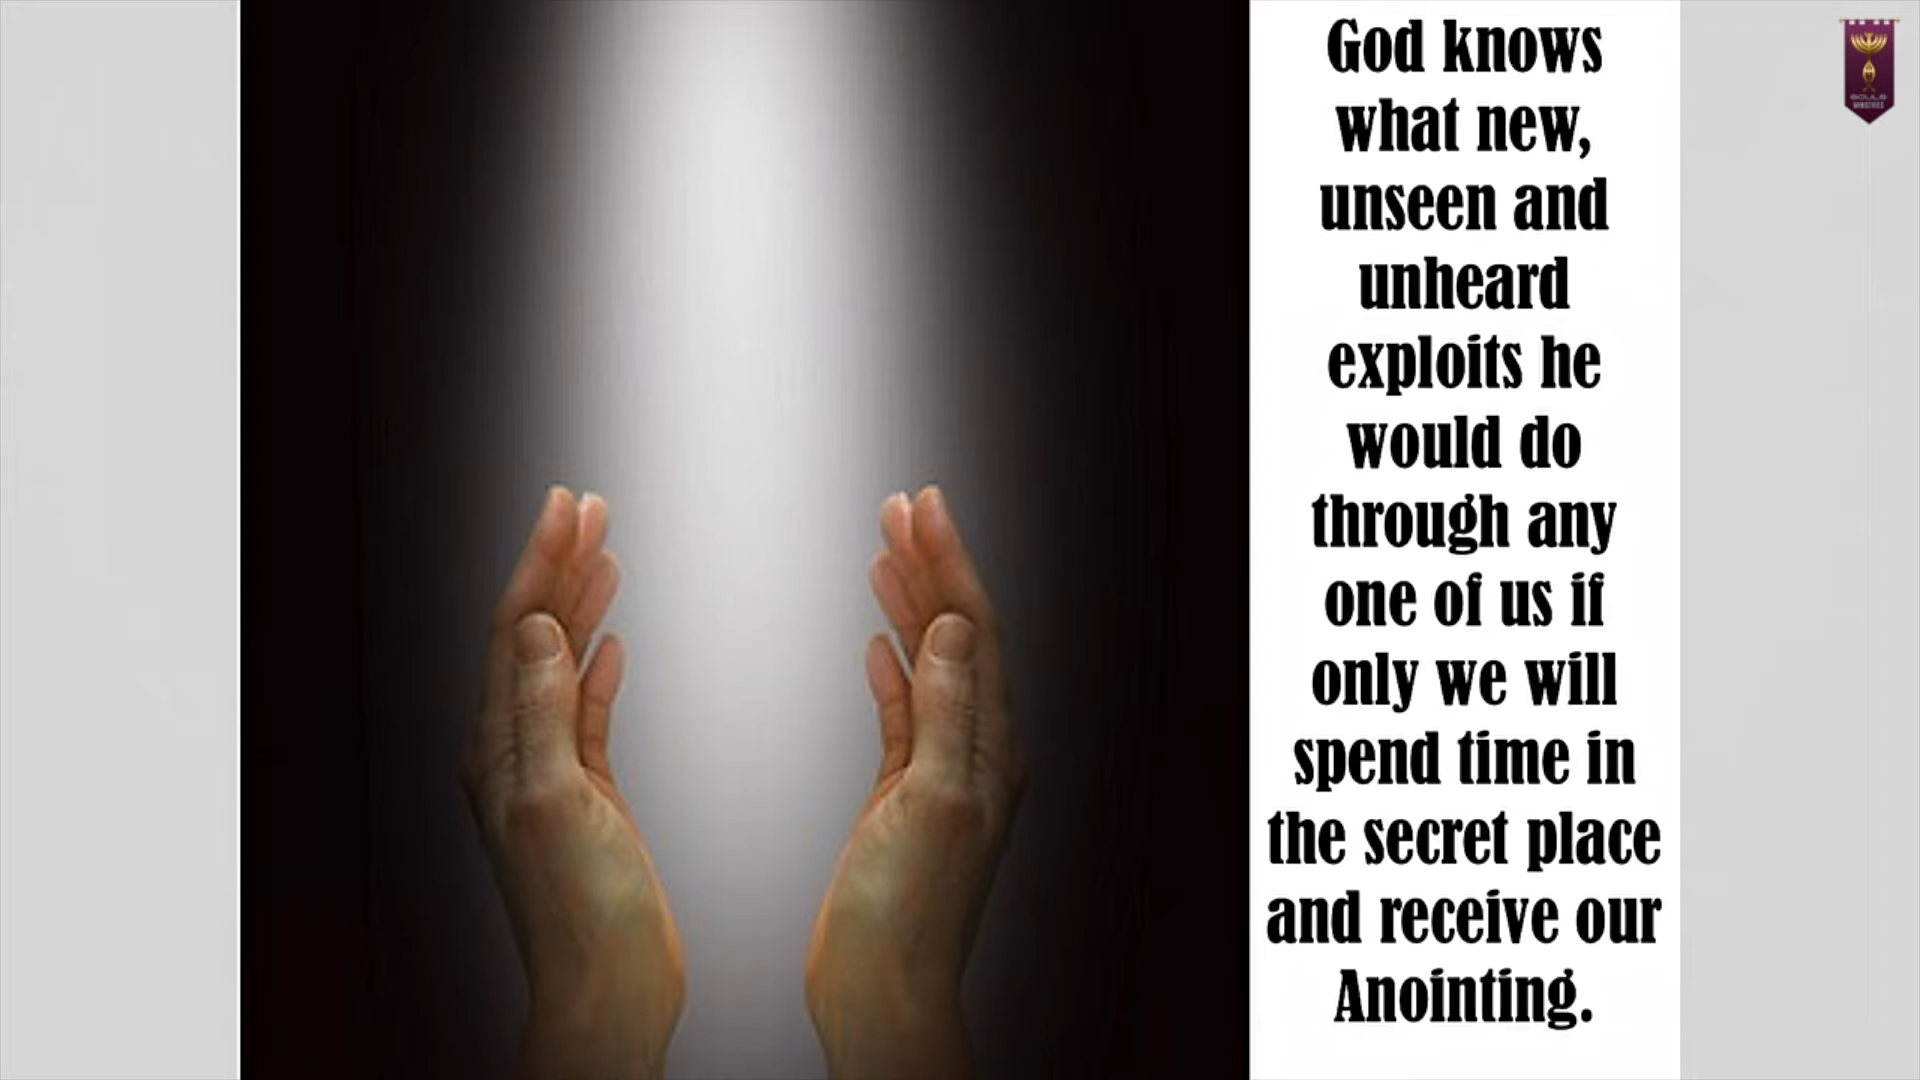 God knows
what new,
unseen and
unheard
exploits he
would do
through any
one of us if
only we will
spend time in
the secret place
and receive our
Anointing.
SOULS